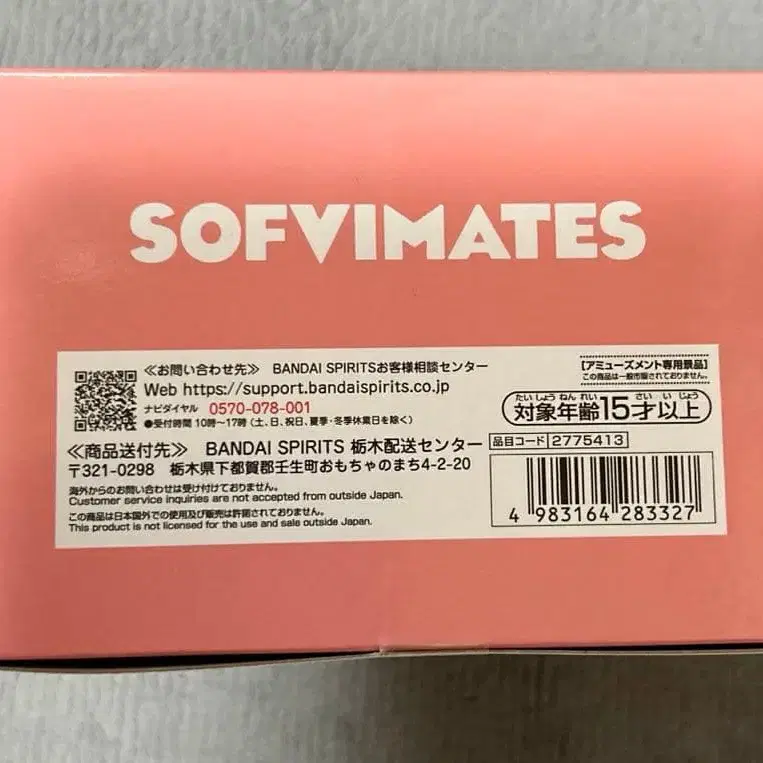 SOFVIMATES
≪お問い合わせ先≫ BANDAI SPIRITSお客様相談センター
Web https://support.bandaispirits.co.jp
ナビダイヤル 0570-078-001
●受付時間 10時~17時(土、日、祝日、夏季・冬季休業日を除く)
≪商品送付先≫ BANDAI SPIRITS 栃木配送センター
〒321-0298 栃木県下都賀郡壬生町おもちゃのまち4-2-20
海外からのお問い合わせは受け付けておりません。
Customer service inquiries are not accepted from outside Japan.
この商品は日本国外での使用及び販売は許諾されておりません。
This product is not licensed for the use and sale outside Japan.
[アミューズメント専用景品]
この商品は一般市販されておりません。
たいしょうねんれい さいいじょう
対象年齢15才以上
品目コード 2775413
4 983164 283327